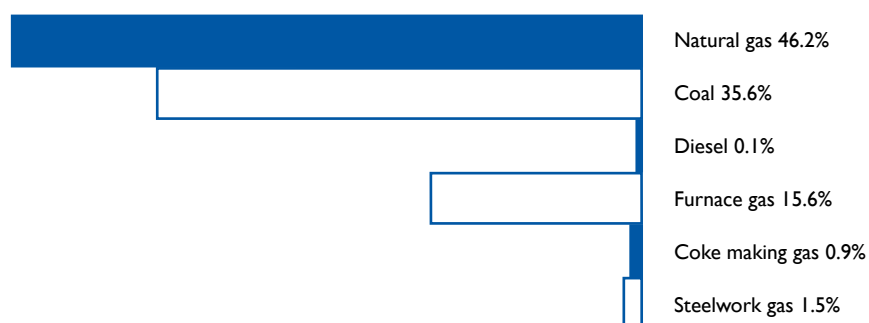 Natural gas 46.2%
Coal 35.6%
Diesel 0.1%
Furnace gas 15.6%
Coke making gas 0.9%
Steelwork gas 1.5%